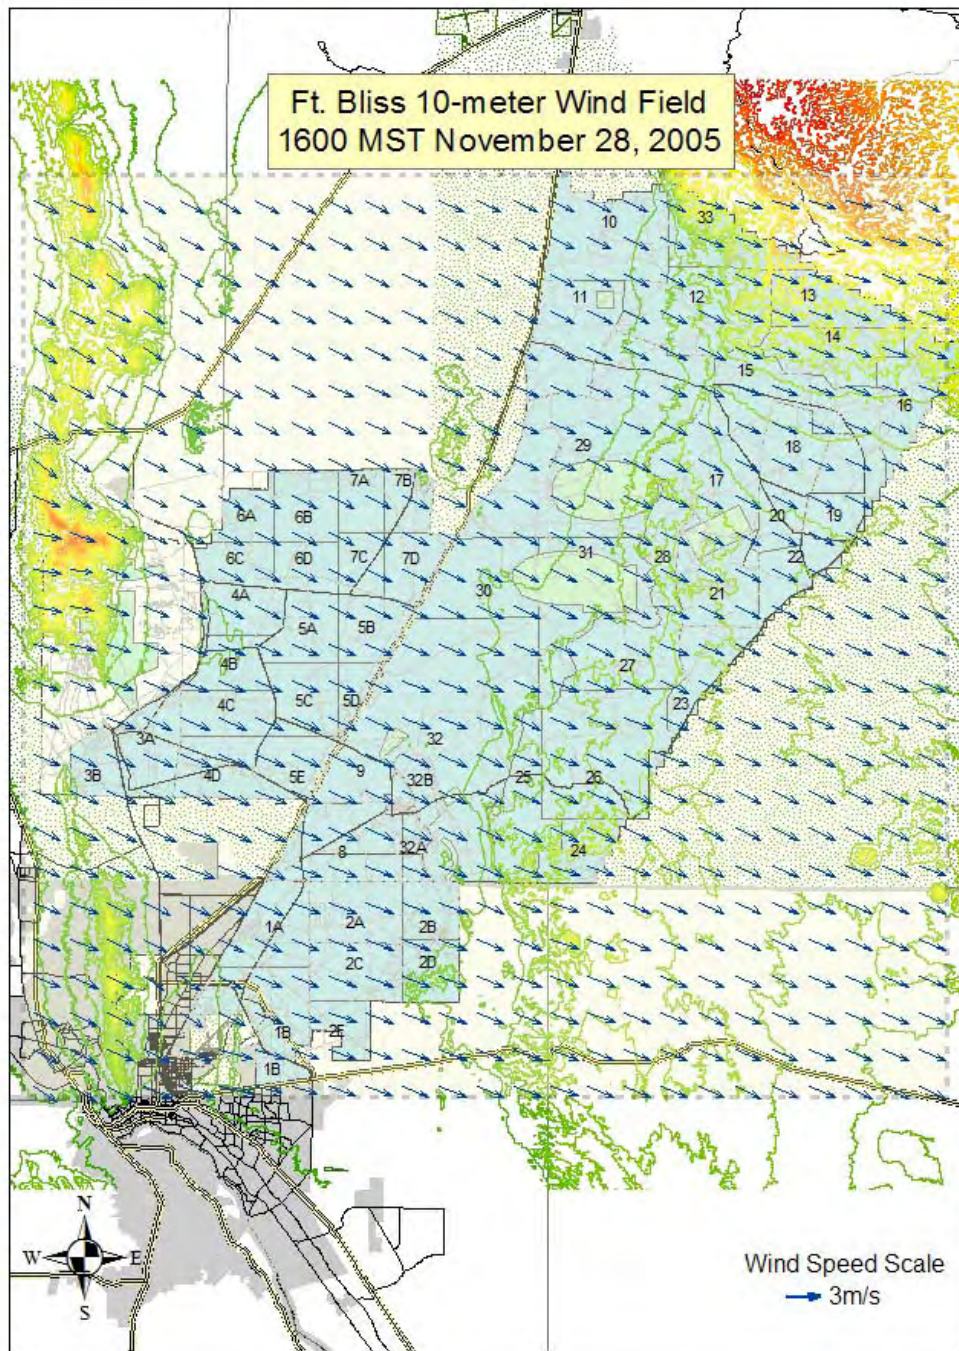 Ft. Bliss 10-meter Wind Field
1600 MST November 28, 2005
10
33
11
12
13
14
15
16
29
18
7A
7B
17
6A
6B
20
19
6C
6D
7C
7D
31
28
22
4A
30
21
5A
5B
4B
27
4C
5C
5D
23
3A
32
3B
4D
5E
9
32B
25
26
8
32A
24
1A
2A
2B
2C
2D
1B
2E
1B
N
W
E
S
Wind Speed Scale
3m/s